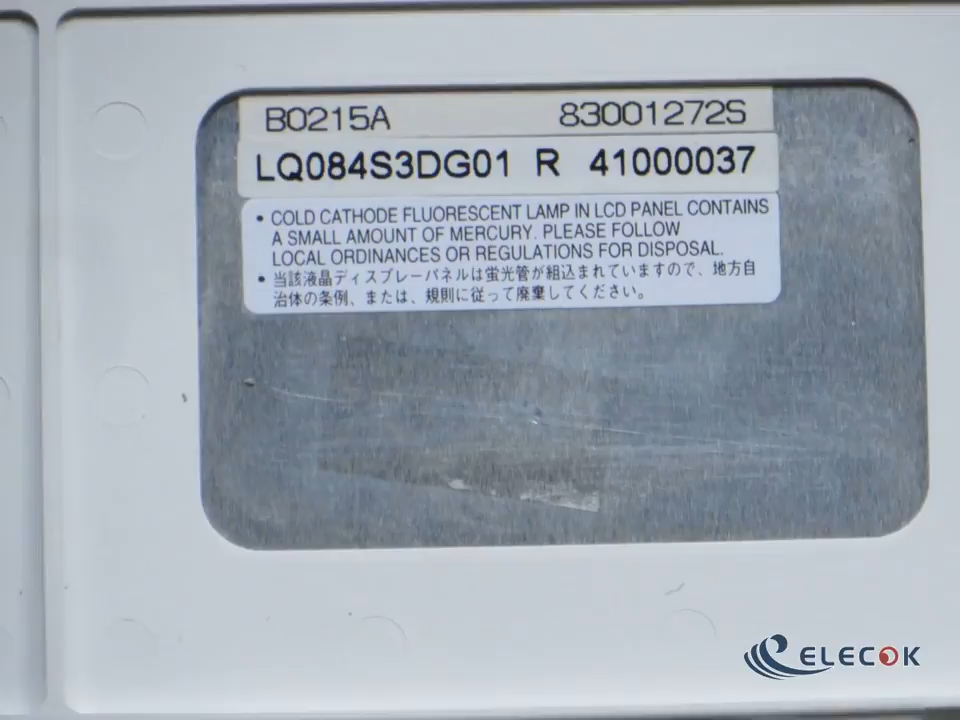 B0215A 83001272S
LQ084S3DG01 R 41000037
• COLD CATHODE FLUORESCENT LAMP IN LCD PANEL CONTAINS
A SMALL AMOUNT OF MERCURY. PLEASE FOLLOW
LOCAL ORDINANCES OR REGULATIONS FOR DISPOSAL.
• 当該液晶ディスプレーパネルは蛍光管が組込まれていますので、地方自
治体の条例、または、規則に従って廃棄してください。
ELECOK